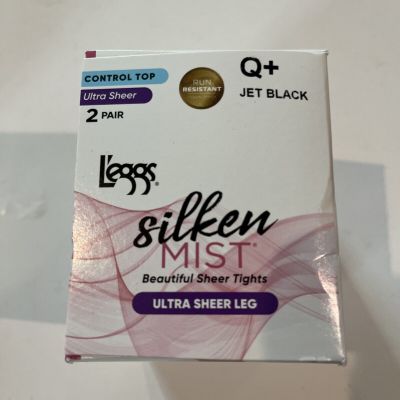 CONTROL TOP
Ultra Sheer
2 PAIR
RUN
RESISTANT
Q+
JET BLACK
L'eggs®
silken
MIST®
Beautiful Sheer Tights
ULTRA SHEER LEG